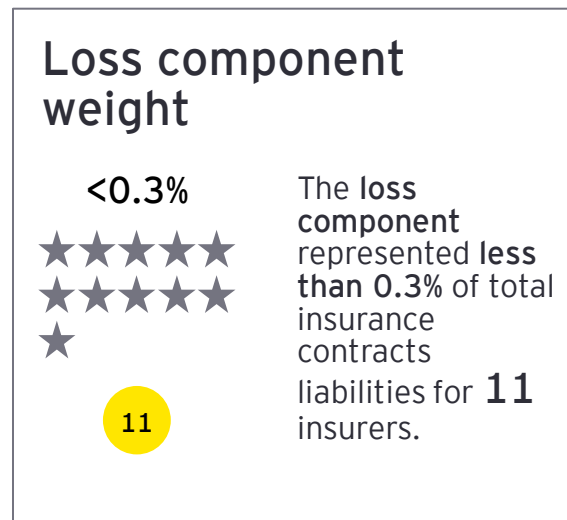 Loss component
weight
<0.3%
11
The loss
component
represented less
than 0.3% of total
insurance
contracts
liabilities for 11
insurers.